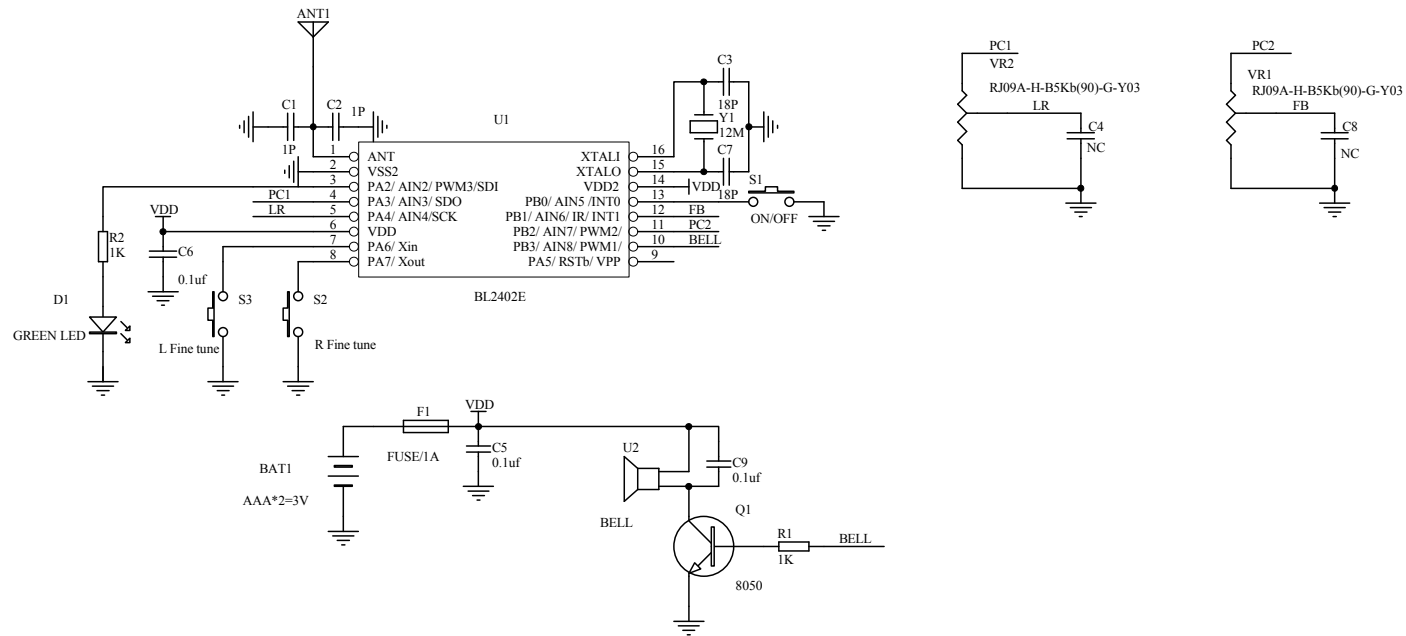 ANT1
C1
1P
C2
1P
U1
1
2
3
4
5
6
7
8
ANT
VSS2
PA2/ AIN2/ PWM3/SDI
PA3/ AIN3/ SDO
PA4/ AIN4/SCK
VDD
PA6/ Xin
PA7/ Xout
XTALI
XTALO
VDD2
PB0/ AIN5 /INT0
PB1/ AIN6/ IR/ INT1
PB2/ AIN7/ PWM2/
PB3/ AIN8/ PWM1/
PA5/ RSTb/ VPP
16
15
14
13
12
11
10
9
BL2402E
PC1
LR
VDD
R2
1K
C6
0.1uf
D1
GREEN LED
S3
L Fine tune
S2
R Fine tune
C3
18P
Y1
12M
C7
18P
VDD
S1
ON/OFF
FB
PC2
BELL
PC1
VR2
RJ09A-H-B5Kb(90)-G-Y03
LR
C4
NC
PC2
VR1
RJ09A-H-B5Kb(90)-G-Y03
FB
C8
NC
F1
FUSE/1A
VDD
C5
0.1uf
BAT1
AAA*2=3V
U2
BELL
C9
0.1uf
Q1
8050
R1
1K
BELL